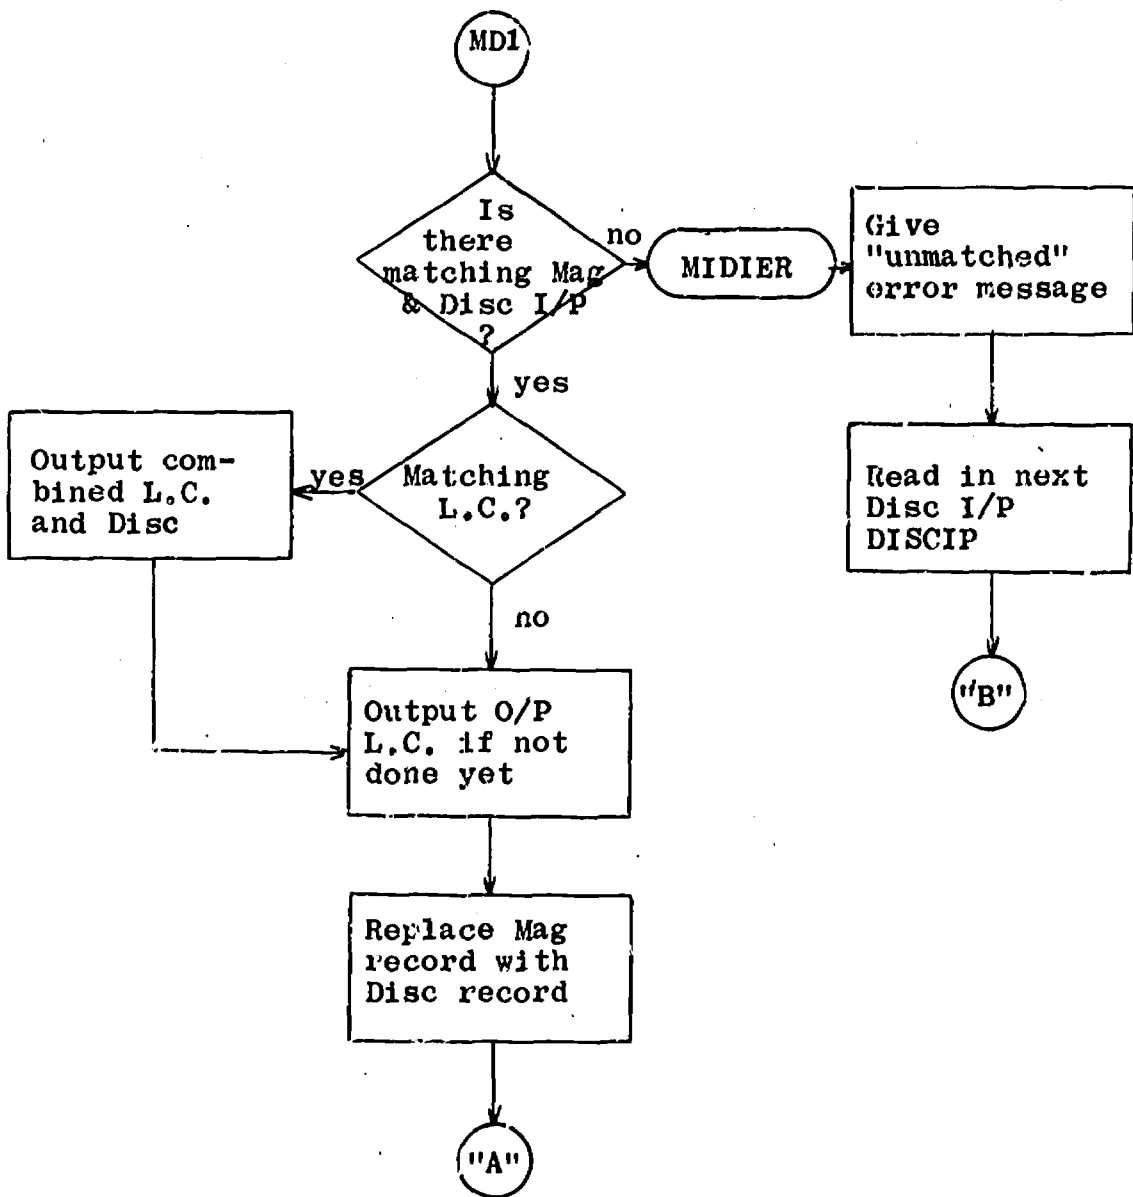 MD1
Is
there
matching Mag
& Disc I/P
?
no
MIDIER
Give
"unmatched"
error message
yes
Output com-
bined L.C.
and Disc
yes
Matching
L.C.?
Read in next
Disc I/P
DISCIP
no
"B"
Output O/P
L.C. if not
done yet
Replace Mag
record with
Disc record
"A"